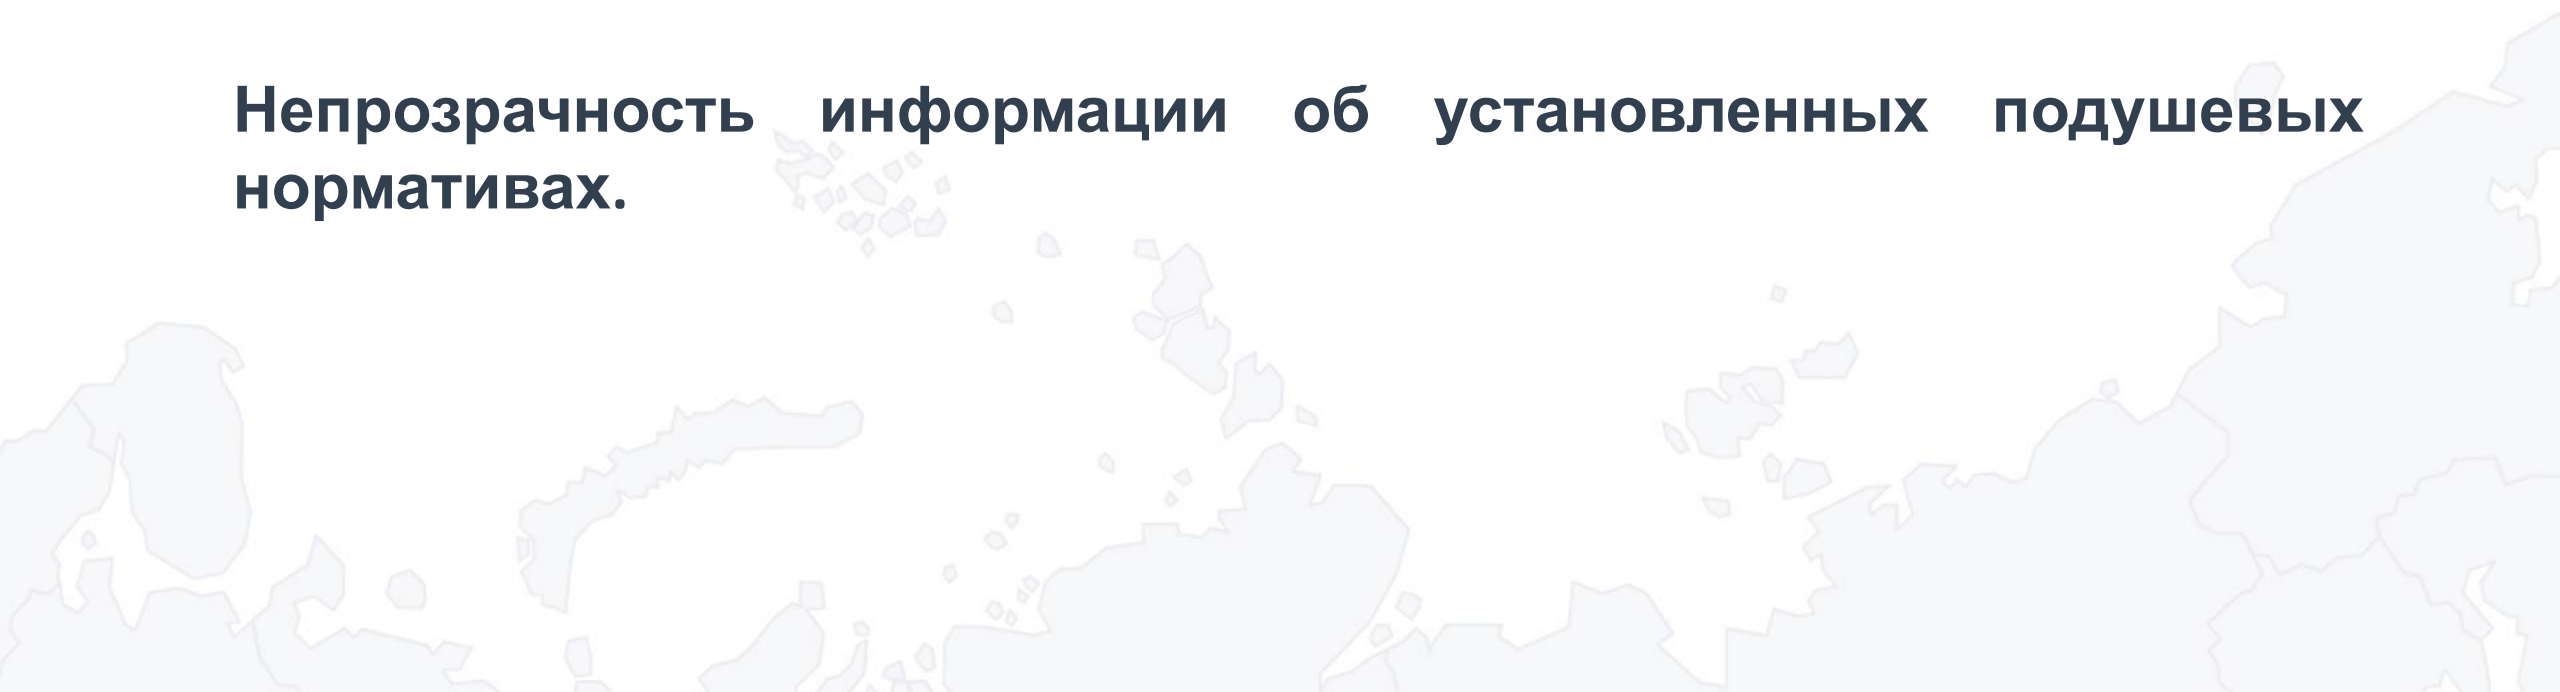 Непрозрачность информации об установленных подушевых
нормативах.